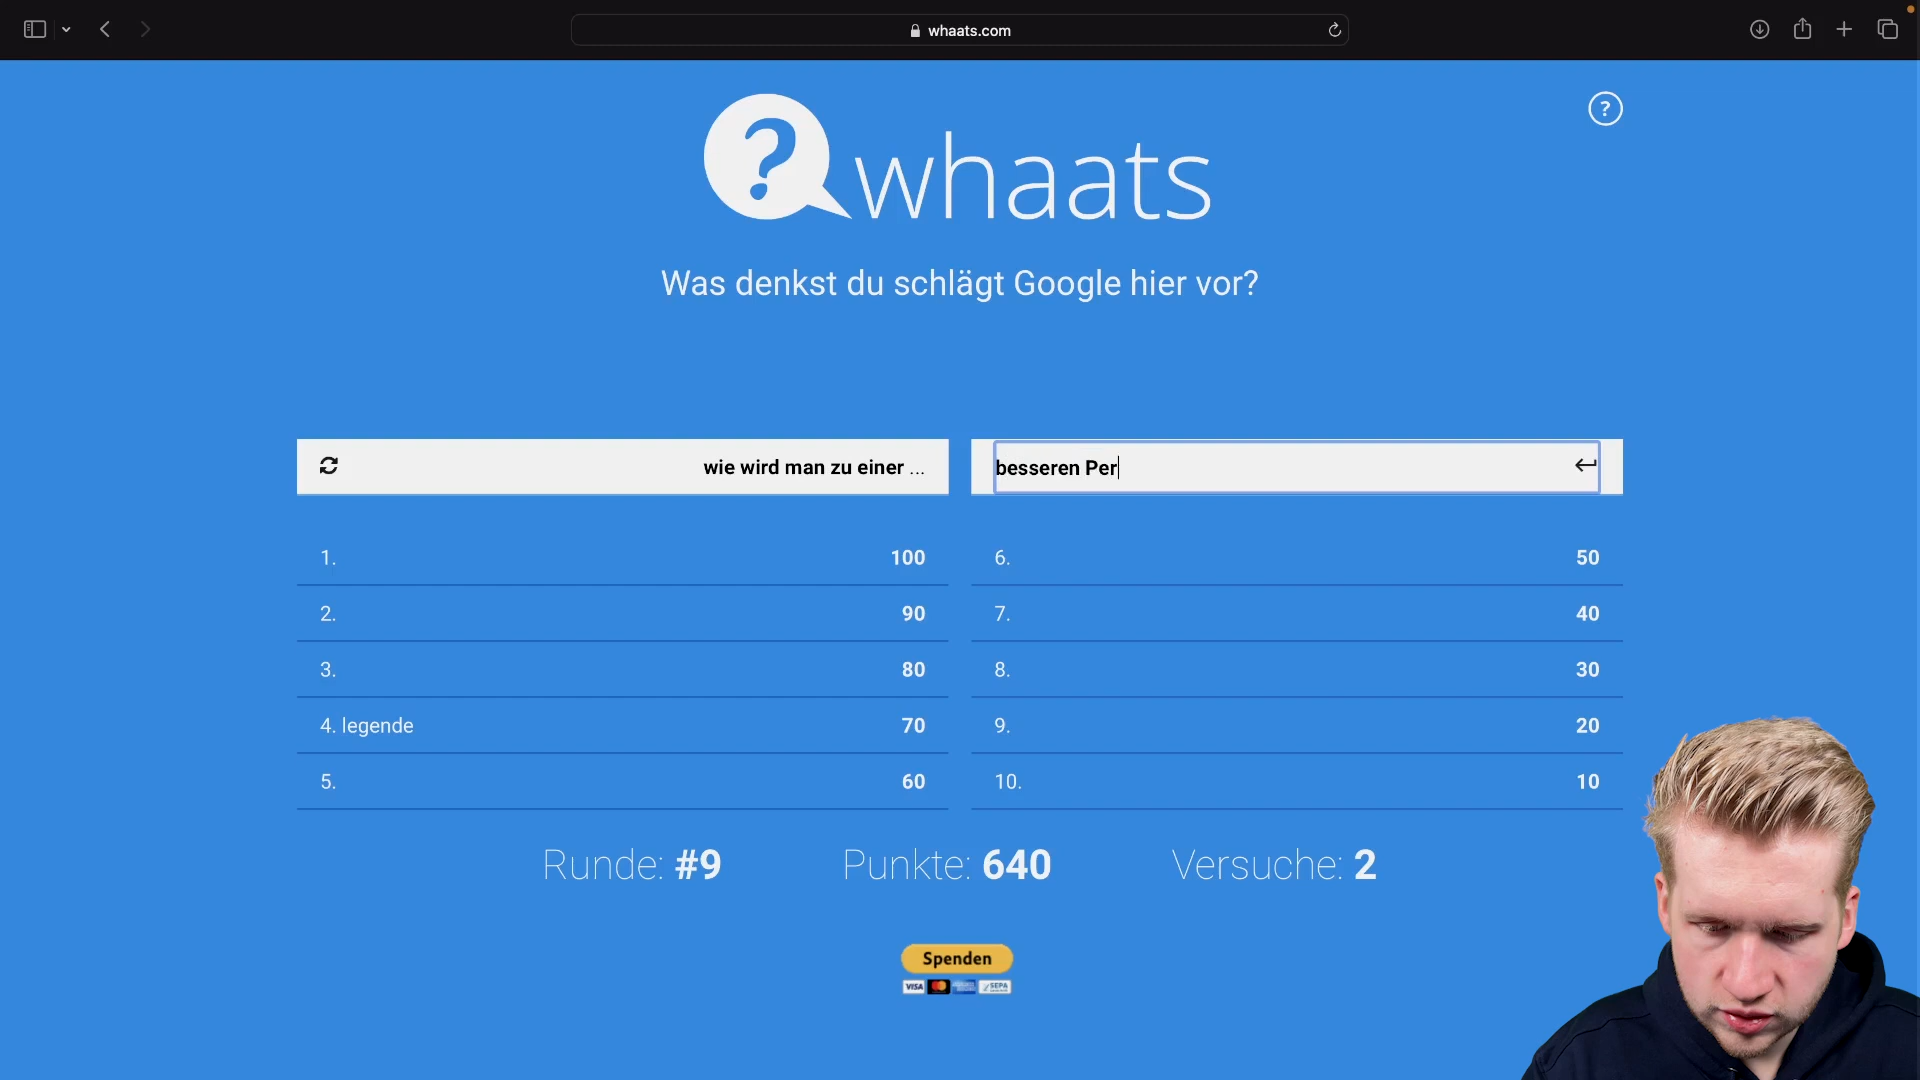 whaats.com
?
? whaats
Was denkst du schlägt Google hier vor?
wie wird man zu einer ...
besseren Per
1. 100
2. 90
3. 80
4. legende 70
5. 60
6. 50
7. 40
8. 30
9. 20
10. 10
Runde: #9 Punkte: 640 Versuche: 2
Spenden
VISA SEPA